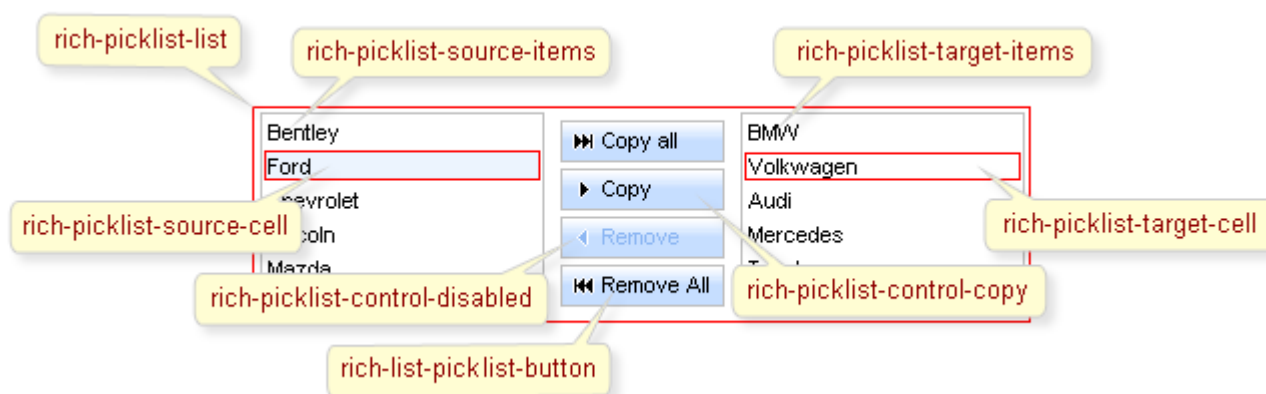 rich-picklist-list
rich-picklist-source-items
rich-picklist-target-items
Bentley
Copy all
BMW
Ford
Volkwagen
Copy
Audi
rich-picklist-source-cell
rich-picklist-target-cell
Remove
Mercedes
Mazda
rich-picklist-control-disabled
Remove All
rich-picklist-control-copy
rich-list-picklist-button